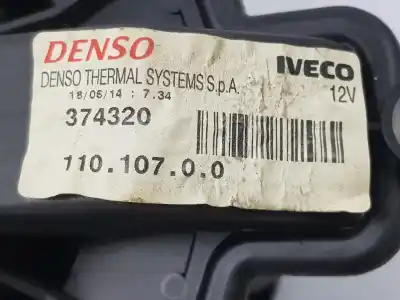 DENSO
IVECO
DENSO THERMAL SYSTEMS S.p.A.
12V
18/06/14 : 7.34
374320
110.107.0.0